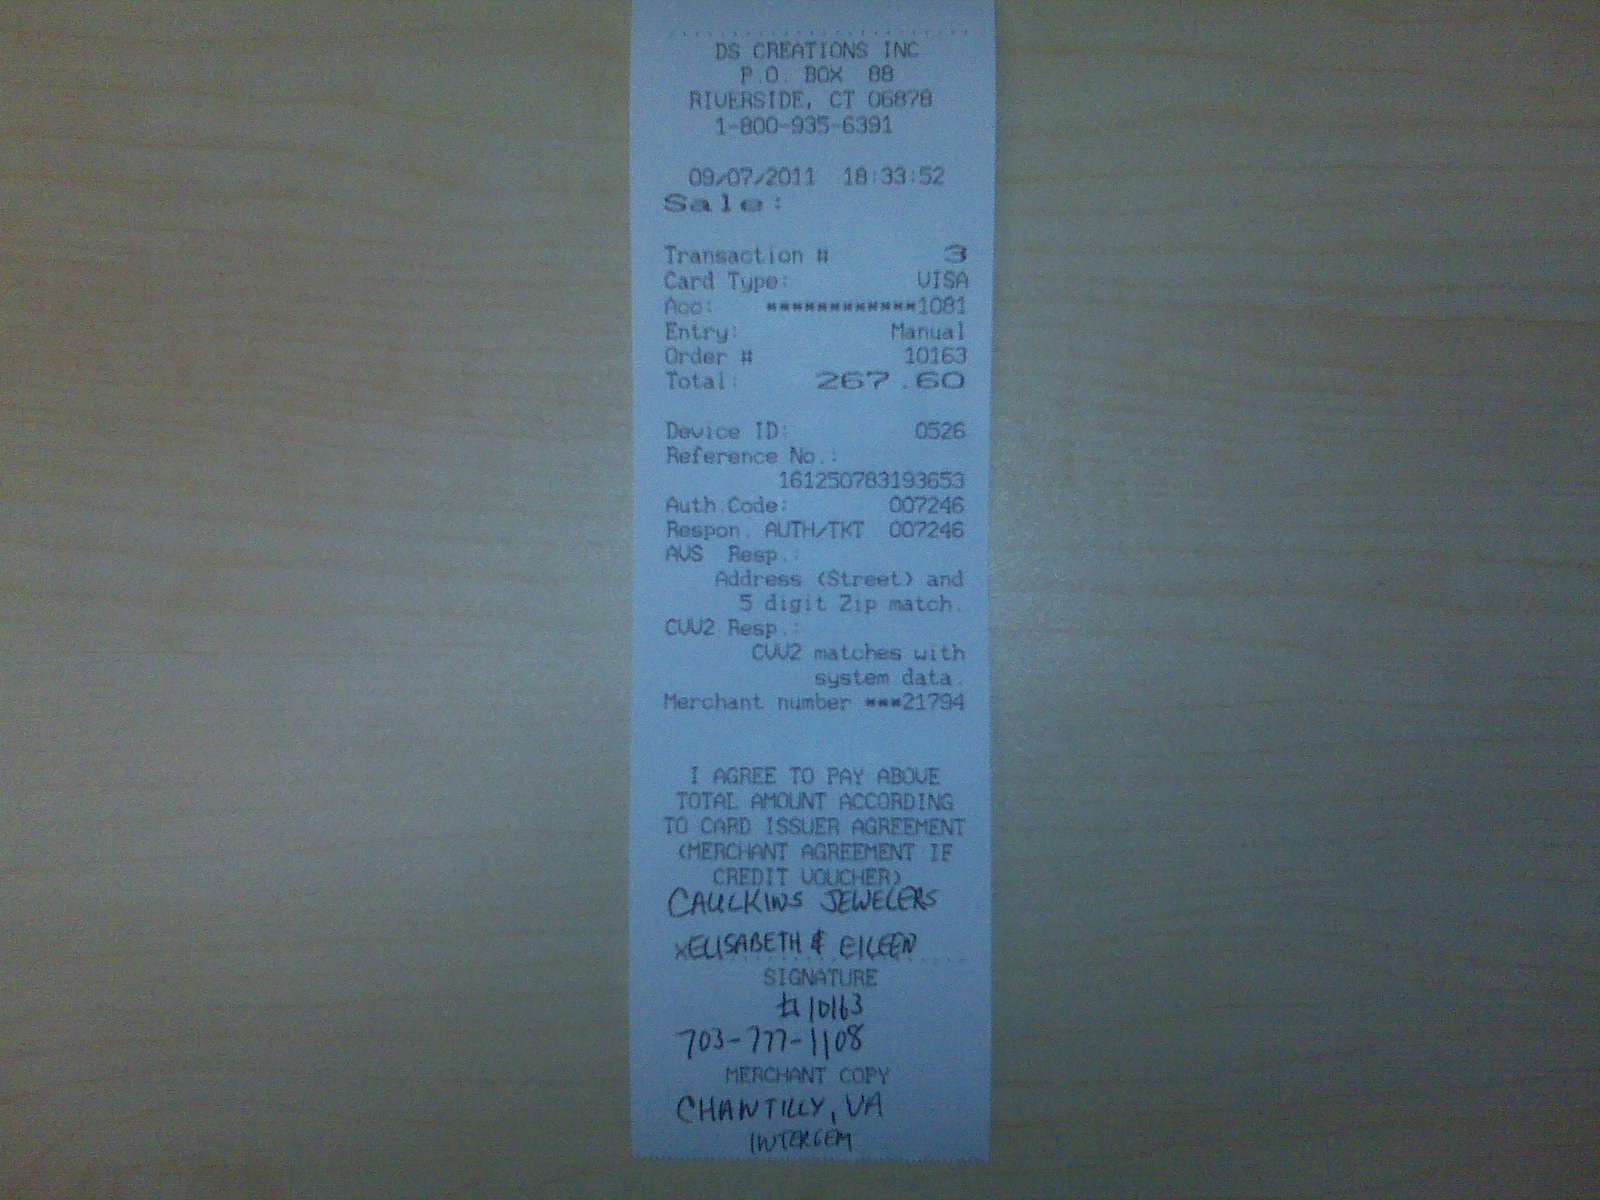 DS CREATIONS INC
P.O. BOX 88
RIVERSIDE, CT 06878
1-800-935-6391
09/07/2011 18:33:52
Sale:
Transaction # 3
Card Type: VISA
Acc: ************1081
Entry: Manual
Order # 10163
Total: 267.60
Device ID: 0526
Reference No.:
161250783193653
Auth.Code: 007246
Respon. AUTH/TKT 007246
AVS Resp.:
Address (Street) and
5 digit Zip match.
CVV2 Resp.:
CVV2 matches with
system data.
Merchant number ***21794
I AGREE TO PAY ABOVE
TOTAL AMOUNT ACCORDING
TO CARD ISSUER AGREEMENT
(MERCHANT AGREEMENT IF
CREDIT VOUCHER)
CAULKINS JEWELERS
xELISABETH & EILEEN
SIGNATURE
#10163
703-777-1108
MERCHANT COPY
CHANTILLY, VA
INTERGEM